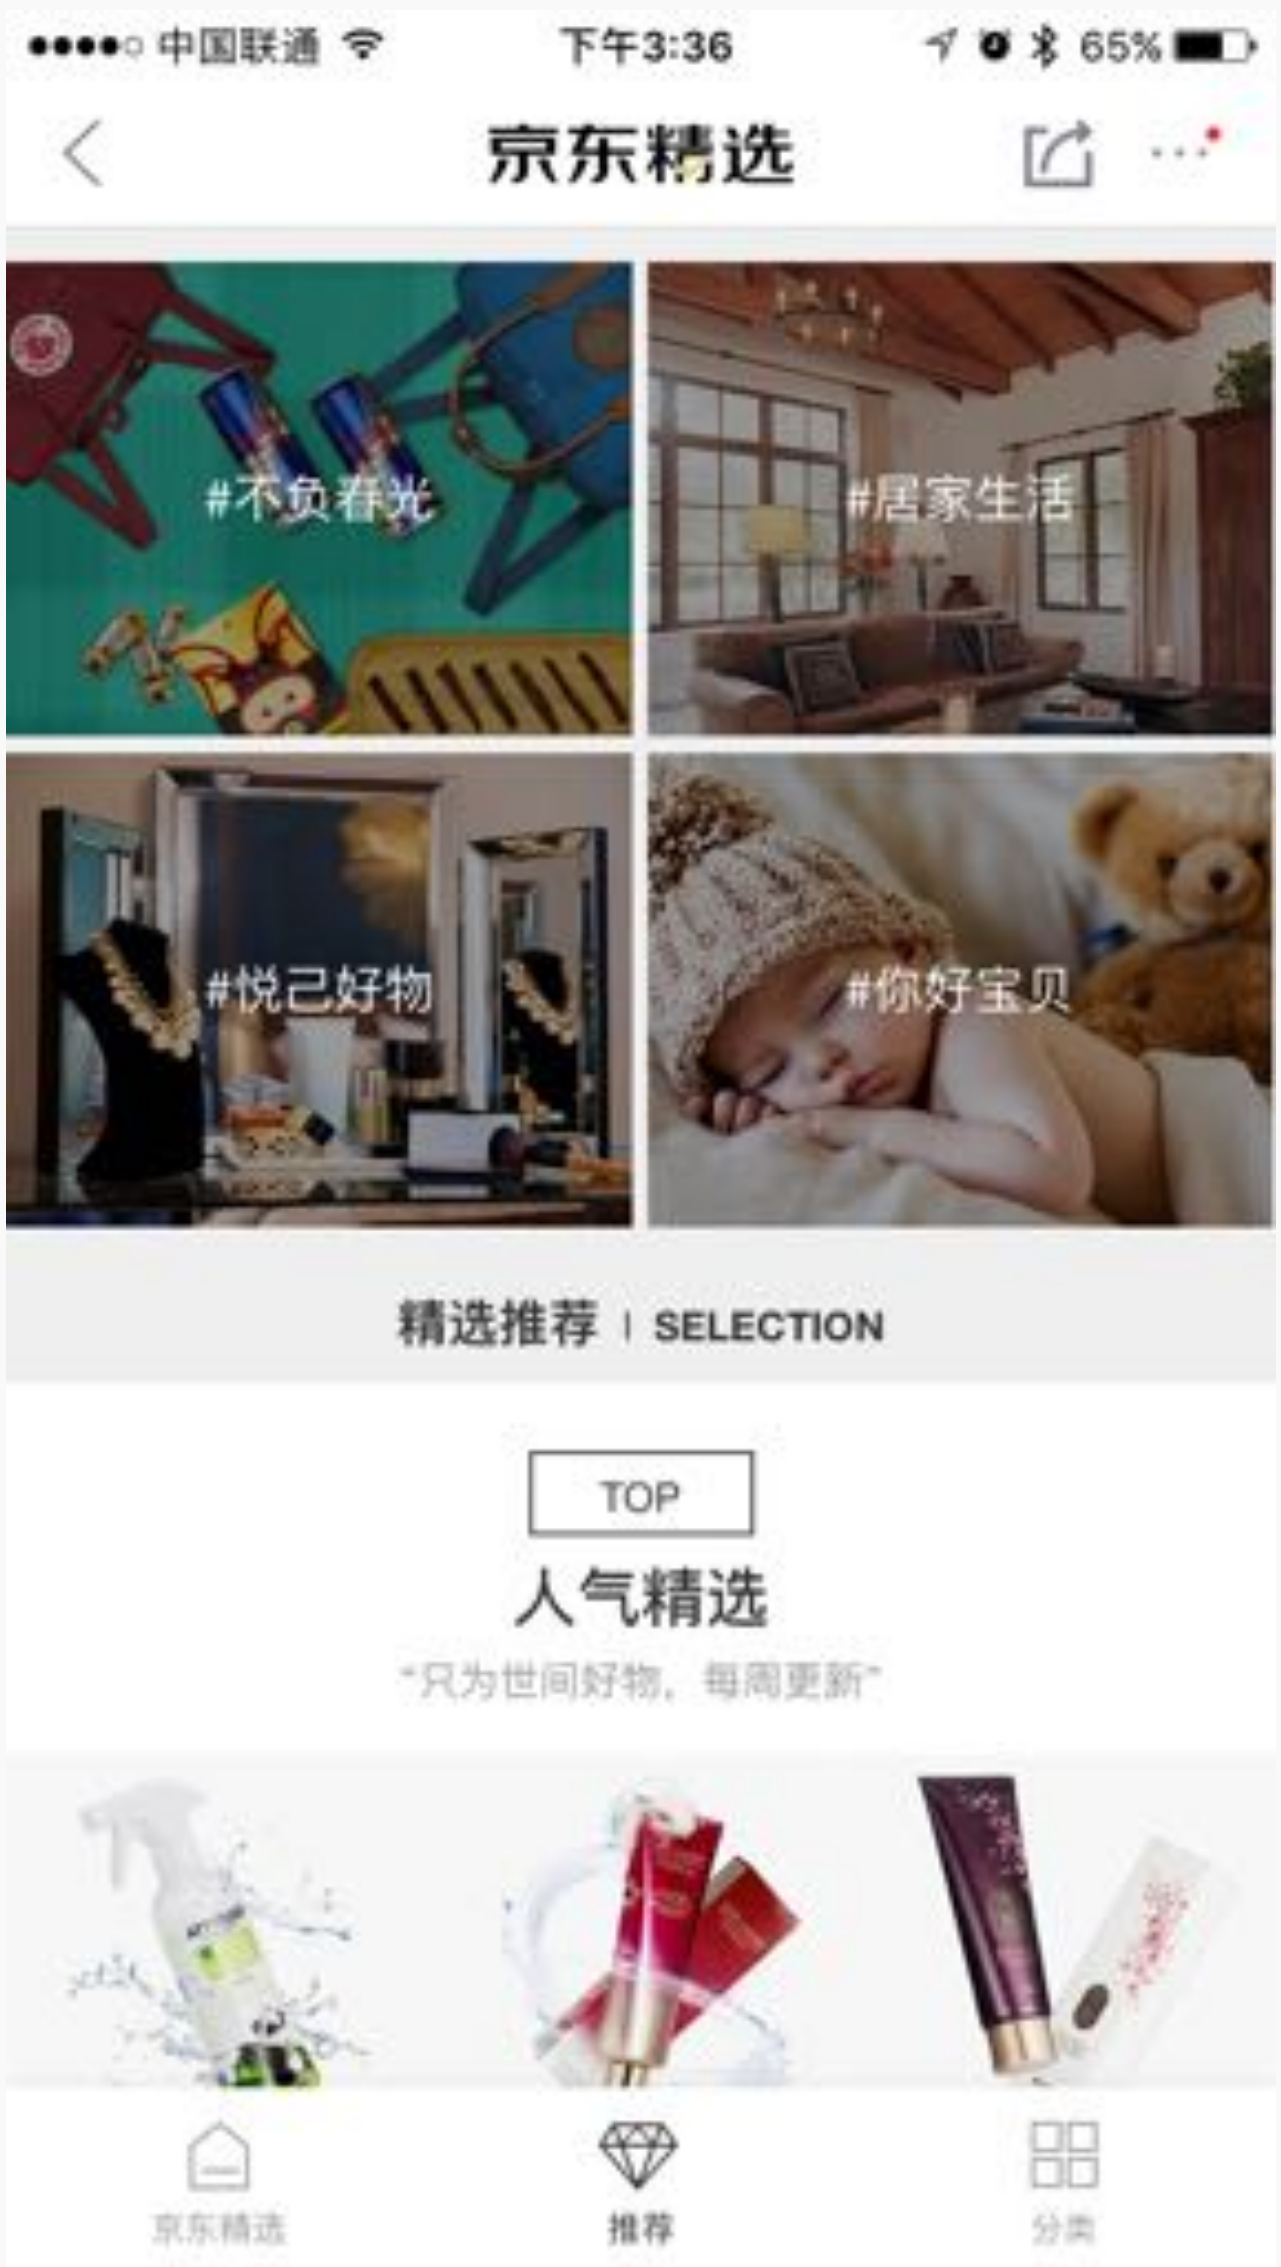 中国联通 下午3:36 65%
京东精选
#不负春光 #居家生活
#悦己好物 #你好宝贝
精选推荐 | SELECTION
TOP
人气精选
“只为世间好物，每周更新”
京东精选 推荐 分类